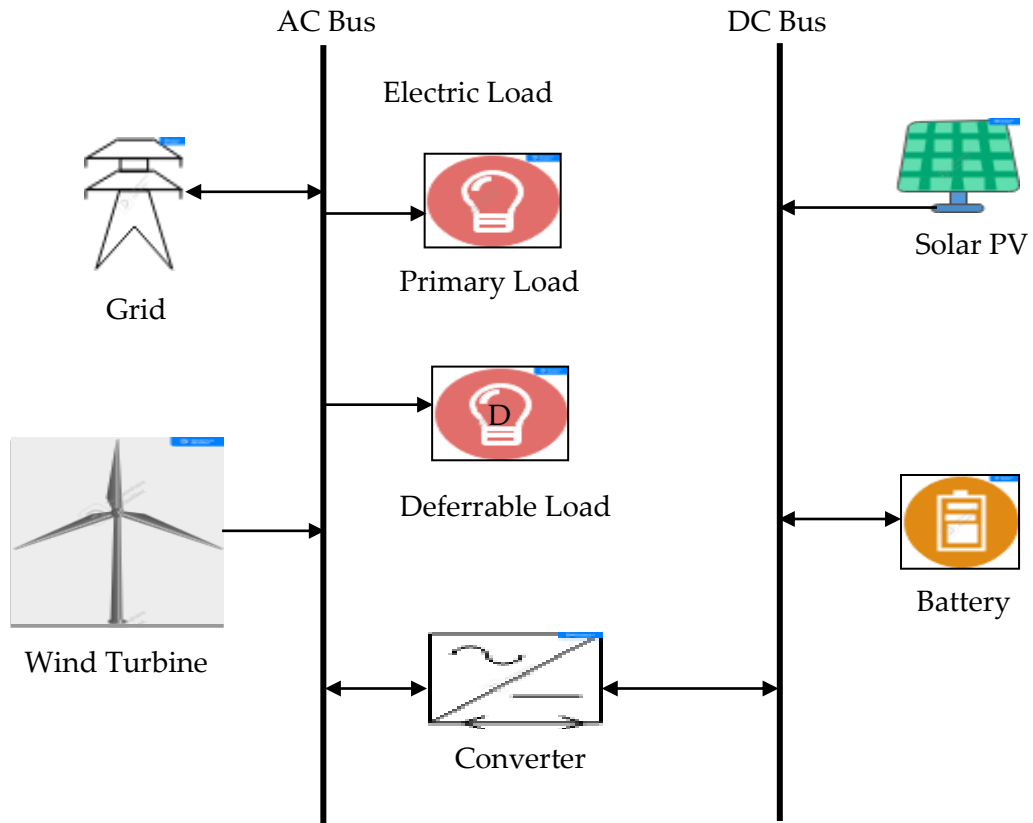 AC Bus
DC Bus
Electric Load
Grid
Primary Load
Solar PV
D
Deferrable Load
Wind Turbine
Battery
Converter